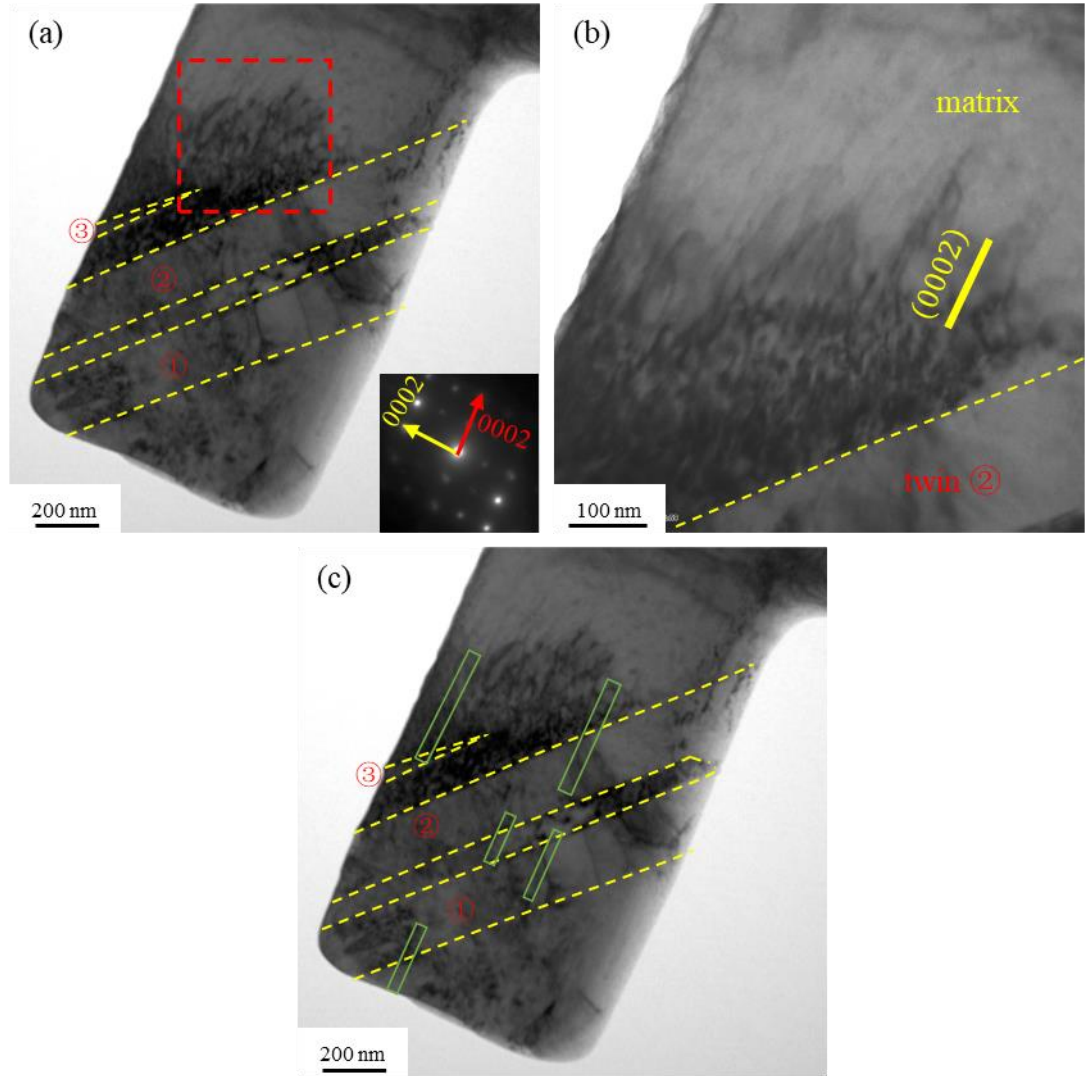 (a)
③
②
①
0002
0002
200 nm
(b)
matrix
(0002)
twin ②
100 nm
(c)
③
②
①
200 nm